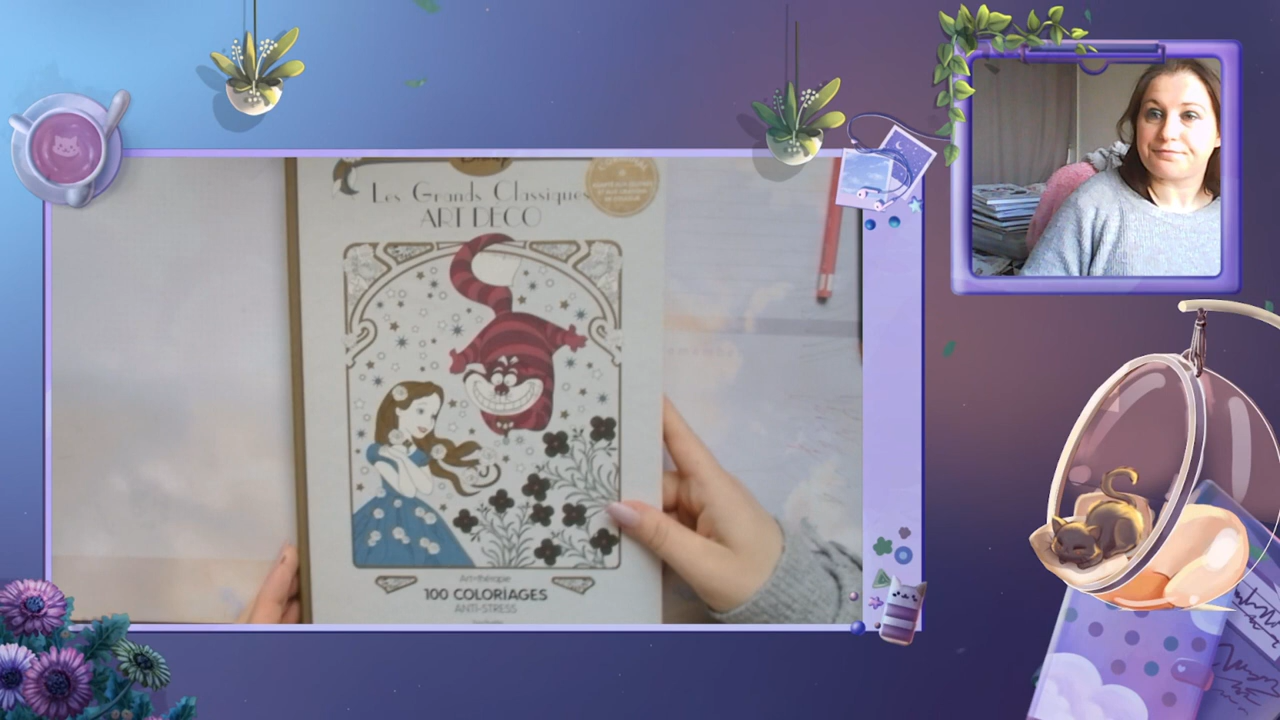 Les Grands Classiques
ART DECO
Art-thérapie
100 COLORIAGES
ANTI-STRESS